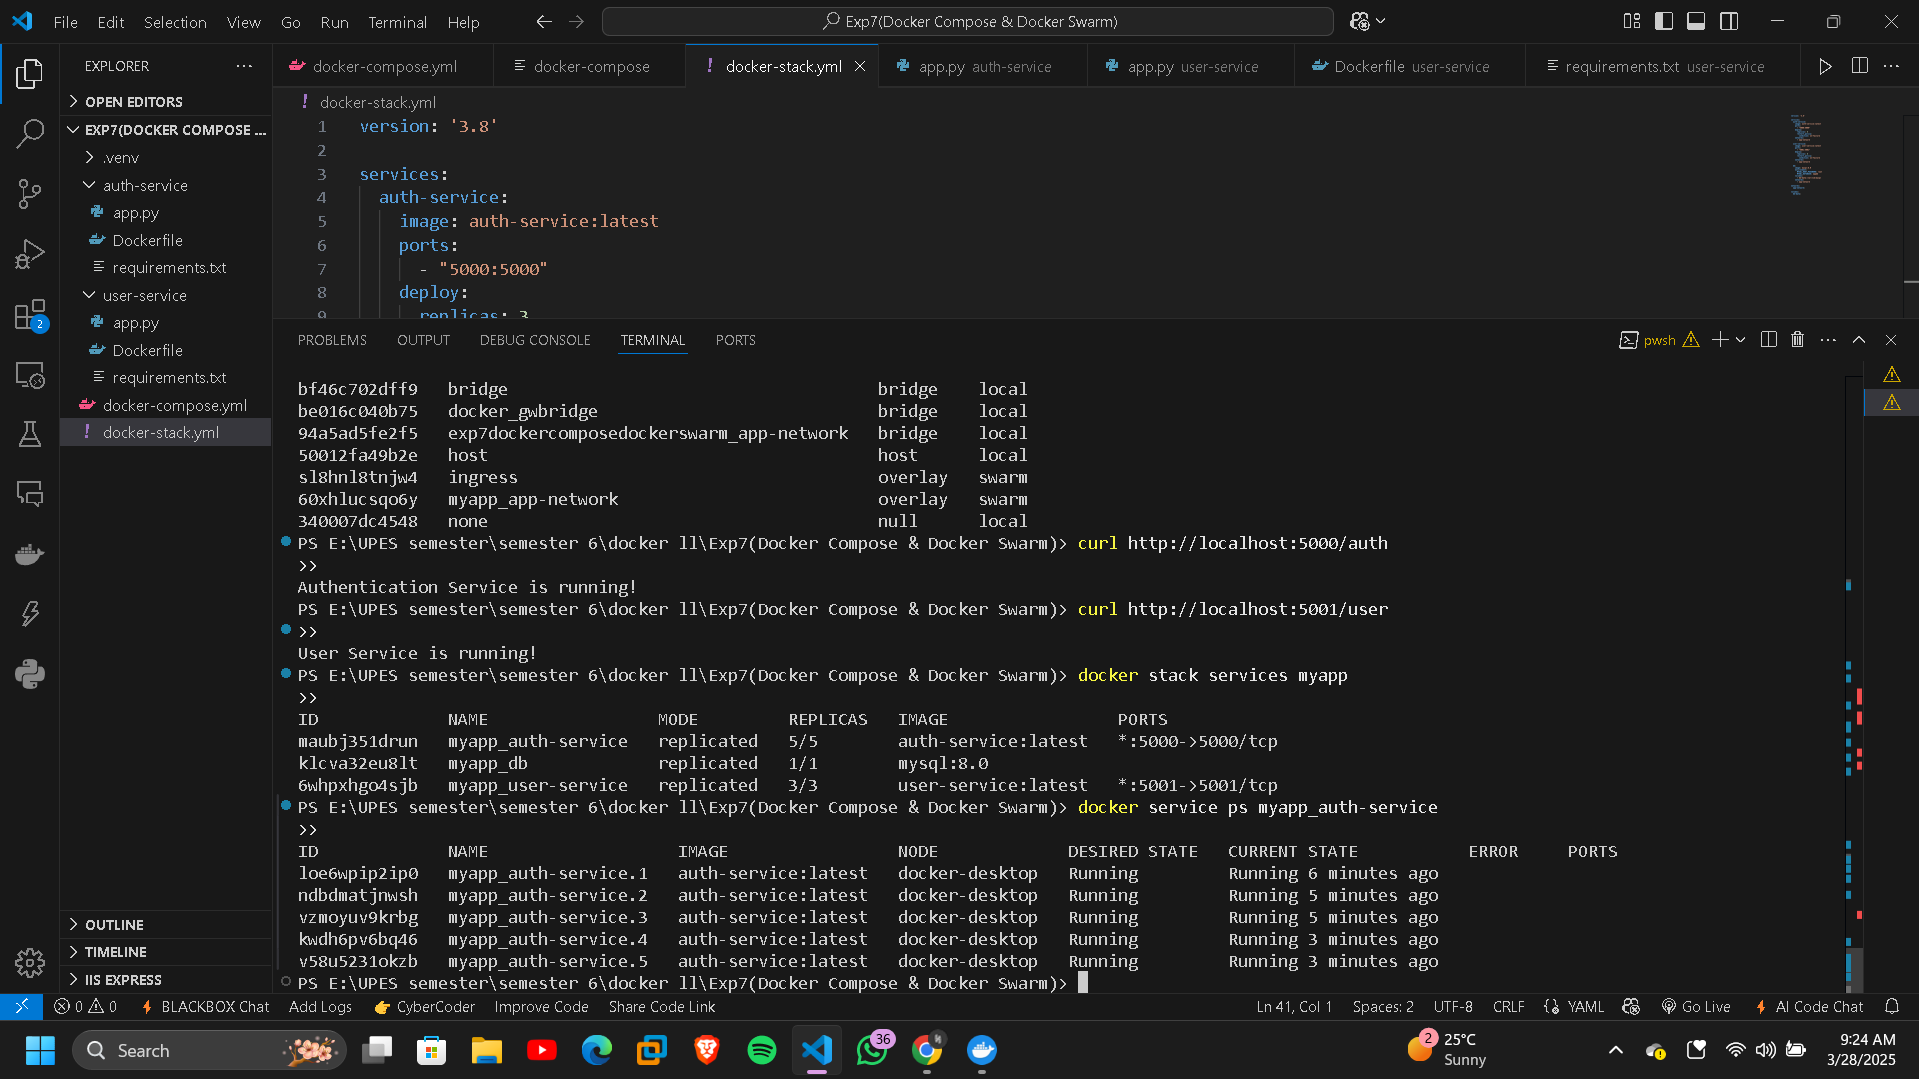 File Edit Selection View Go Run Terminal Help
Exp7(Docker Compose & Docker Swarm)
EXPLORER
OPEN EDITORS
EXP7(DOCKER COMPOSE ...
.venv
auth-service
app.py
Dockerfile
requirements.txt
user-service
app.py
Dockerfile
requirements.txt
docker-compose.yml
docker-stack.yml
OUTLINE
TIMELINE
IIS EXPRESS
2
docker-compose.yml docker-compose docker-stack.yml app.py auth-service app.py user-service Dockerfile user-service requirements.txt user-service
docker-stack.yml
1 version: '3.8'
2
3 services:
4 auth-service:
5 image: auth-service:latest
6 ports:
7 - "5000:5000"
8 deploy:
9 replicas: 3
PROBLEMS OUTPUT DEBUG CONSOLE TERMINAL PORTS
pwsh
bf46c702dff9 bridge bridge local
be016c040b75 docker_gwbridge bridge local
94a5ad5fe2f5 exp7dockercomposedockerswarm_app-network bridge local
50012fa49b2e host host local
sl8hnl8tnjw4 ingress overlay swarm
60xhlucsqo6y myapp_app-network overlay swarm
340007dc4548 none null local
PS E:\UPES semester\semester 6\docker ll\Exp7(Docker Compose & Docker Swarm)> curl http://localhost:5000/auth
>>
Authentication Service is running!
PS E:\UPES semester\semester 6\docker ll\Exp7(Docker Compose & Docker Swarm)> curl http://localhost:5001/user
>>
User Service is running!
PS E:\UPES semester\semester 6\docker ll\Exp7(Docker Compose & Docker Swarm)> docker stack services myapp
>>
ID NAME MODE REPLICAS IMAGE PORTS
maubj351drun myapp_auth-service replicated 5/5 auth-service:latest *:5000->5000/tcp
klcva32eu8lt myapp_db replicated 1/1 mysql:8.0
6whpxhgo4sjb myapp_user-service replicated 3/3 user-service:latest *:5001->5001/tcp
PS E:\UPES semester\semester 6\docker ll\Exp7(Docker Compose & Docker Swarm)> docker service ps myapp_auth-service
>>
ID NAME IMAGE NODE DESIRED STATE CURRENT STATE ERROR PORTS
loe6wpip2ip0 myapp_auth-service.1 auth-service:latest docker-desktop Running Running 6 minutes ago
ndbdmatjnwsh myapp_auth-service.2 auth-service:latest docker-desktop Running Running 5 minutes ago
vzmoyuv9krbg myapp_auth-service.3 auth-service:latest docker-desktop Running Running 5 minutes ago
kwdh6pv6bq46 myapp_auth-service.4 auth-service:latest docker-desktop Running Running 3 minutes ago
v58u5231okzb myapp_auth-service.5 auth-service:latest docker-desktop Running Running 3 minutes ago
PS E:\UPES semester\semester 6\docker ll\Exp7(Docker Compose & Docker Swarm)>
0 0 BLACKBOX Chat Add Logs CyberCoder Improve Code Share Code Link Ln 41, Col 1 Spaces: 2 UTF-8 CRLF YAML Go Live AI Code Chat
Search
36
2
25°C
Sunny
9:24 AM
3/28/2025